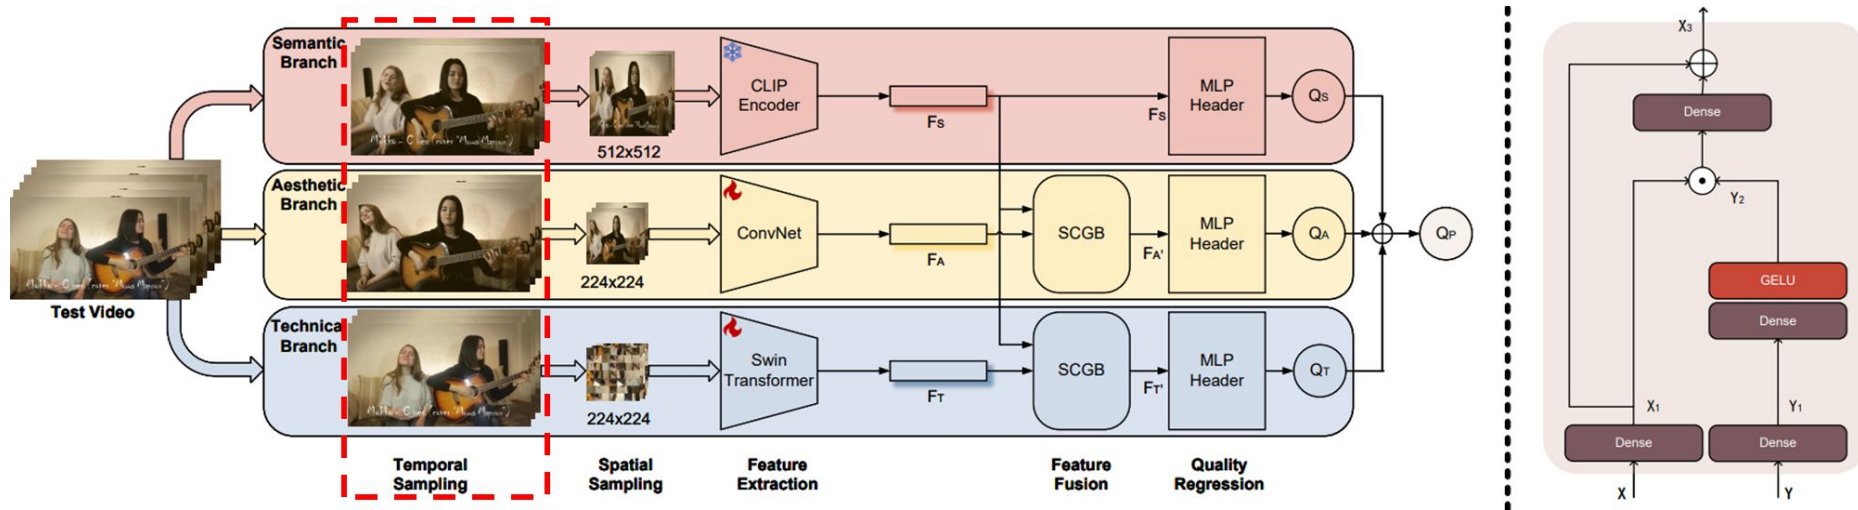 Semantic
Branch
CLIP
Encoder
512x512
FS
FS
MLP
Header
QS
Aesthetic
Branch
ConvNet
224x224
FA
SCGB
FA'
MLP
Header
QA
QP
Test Video
Technical
Branch
Swin
Transformer
224x224
FT
SCGB
FT'
MLP
Header
QT
Temporal
Sampling
Spatial
Sampling
Feature
Extraction
Feature
Fusion
Quality
Regression
X3
Dense
Y2
GELU
Dense
X1
Y1
Dense
Dense
X
Y